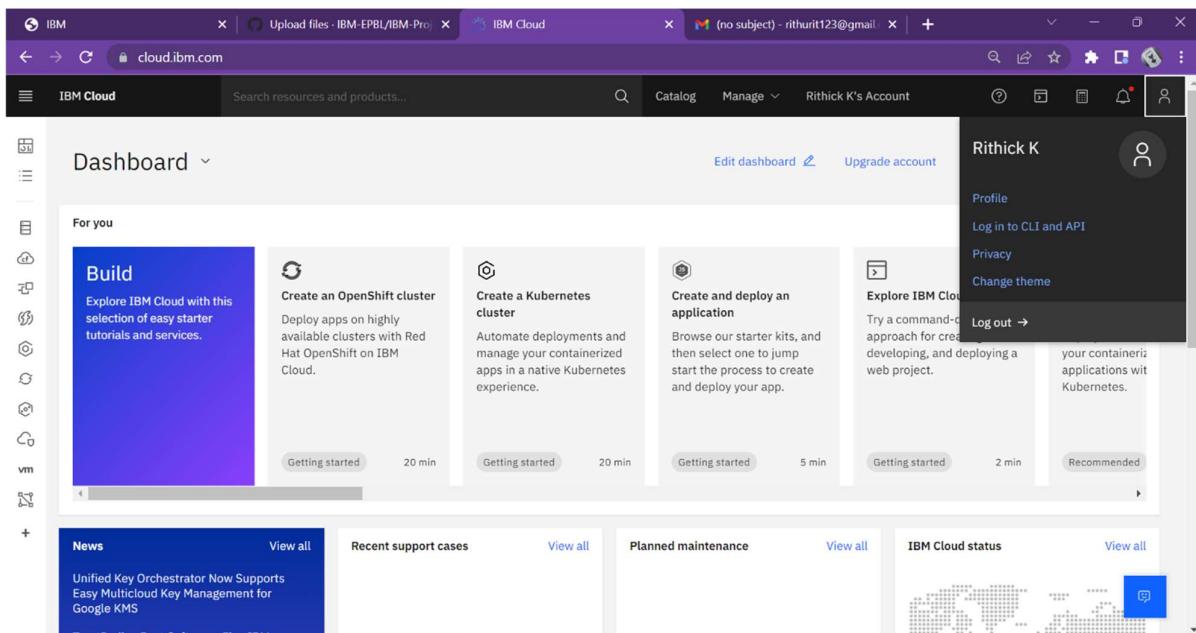 IBM
Upload files · IBM-EPBL/IBM-Proj
IBM Cloud
(no subject) - rithurit123@gmail.
cloud.ibm.com
IBM Cloud
Search resources and products...
Catalog
Manage
Rithick K's Account
Rithick K
Profile
Log in to CLI and API
Privacy
Change theme
Log out →
Dashboard
Edit dashboard
Upgrade account
For you
Build
Explore IBM Cloud with this
selection of easy starter
tutorials and services.
Create an OpenShift cluster
Deploy apps on highly
available clusters with Red
Hat OpenShift on IBM
Cloud.
Getting started 20 min
Create a Kubernetes
cluster
Automate deployments and
manage your containerized
apps in a native Kubernetes
experience.
Getting started 20 min
Create and deploy an
application
Browse our starter kits, and
then select one to jump
start the process to create
and deploy your app.
Getting started 5 min
Explore IBM Clou
Try a command-
approach for crea
developing, and deploying a
web project.
Getting started 2 min
your containeriz
applications wit
Kubernetes.
Recommended
vm
News View all
Unified Key Orchestrator Now Supports
Easy Multicloud Key Management for
Google KMS
Recent support cases View all
Planned maintenance View all
IBM Cloud status View all